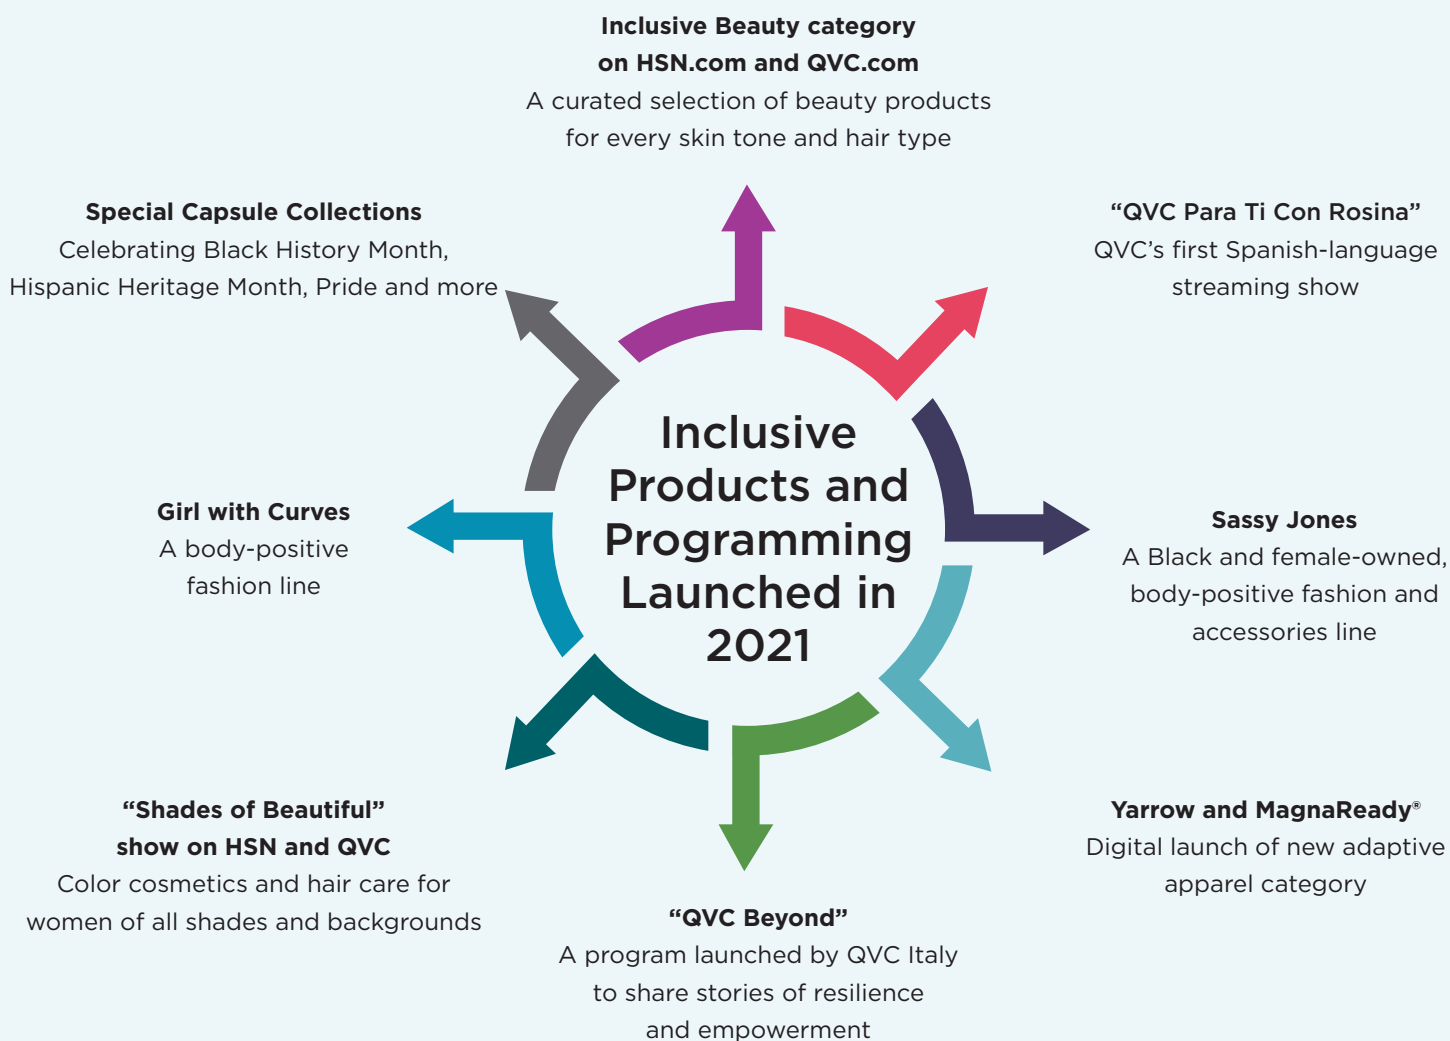 Inclusive Beauty category
on HSN.com and QVC.com
A curated selection of beauty products
for every skin tone and hair type
Special Capsule Collections
Celebrating Black History Month,
Hispanic Heritage Month, Pride and more
“QVC Para Ti Con Rosina”
QVC’s first Spanish-language
streaming show
Inclusive
Products and
Programming
Launched in
2021
Girl with Curves
A body-positive
fashion line
Sassy Jones
A Black and female-owned,
body-positive fashion and
accessories line
“Shades of Beautiful”
show on HSN and QVC
Color cosmetics and hair care for
women of all shades and backgrounds
Yarrow and MagnaReady®
Digital launch of new adaptive
apparel category
“QVC Beyond”
A program launched by QVC Italy
to share stories of resilience
and empowerment